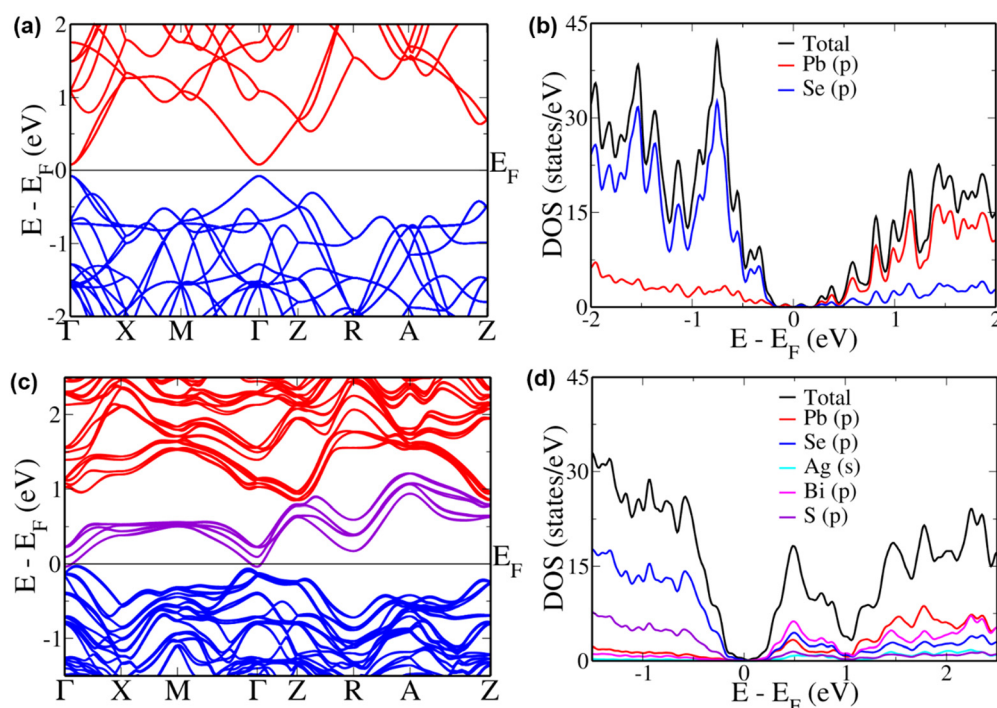 (a)
2
1
0
-1
-2
E - E_F (eV)
Γ X M Γ Z R A Z
E_F
(b)
45
30
15
0
DOS (states/eV)
Total
Pb (p)
Se (p)
-2 -1 0 1 2
E - E_F (eV)
(c)
2
1
0
-1
E - E_F (eV)
Γ X M Γ Z R A Z
E_F
(d)
45
30
15
0
DOS (states/eV)
Total
Pb (p)
Se (p)
Ag (s)
Bi (p)
S (p)
-1 0 1 2
E - E_F (eV)